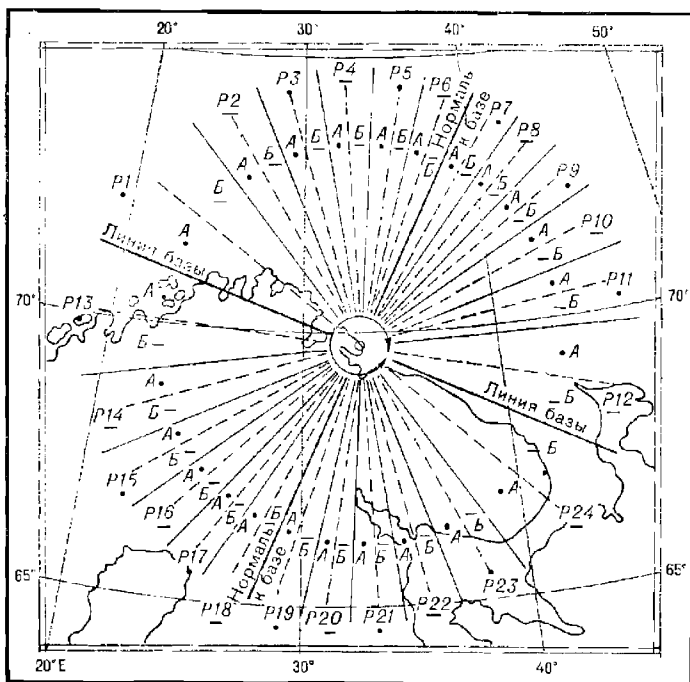 20° 30° 40° 50°
P3 P4 P5 P6
P2 Нормаль к базе P7
P8
А Б А Б А Б А А Б А Б А Б
P1 P9
Б А Б
А P10
Линия базы А Б
70° P13 А А Б P11 70°
Б А
А Б P12
Линия базы
P14 Б А Б
Ь А
P15 А Ь
P16 Б А Б А Б А Б А Б А Б А Б А P24
65° P17 Нормаль к базе P23 65°
P18 P19 P20 P21 P22
20°E 30° 40°